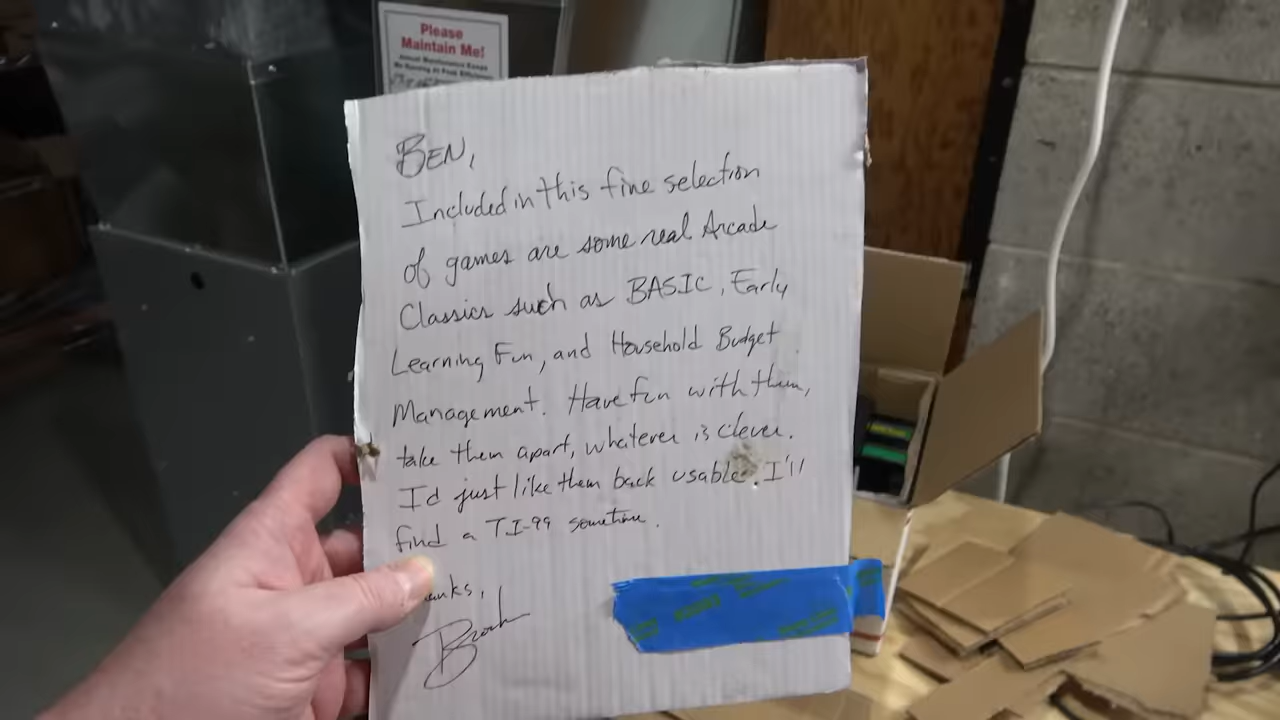 Please
Maintain Me!
BEN,
Included in this fine selection
of games are some real Arcade
Classics such as BASIC, Early
Learning Fun, and Household Budget
Management. Have fun with them,
take them apart, whatever is clever.
I'd just like them back usable. I'll
find a TI-99 sometime.
anks,
Brock